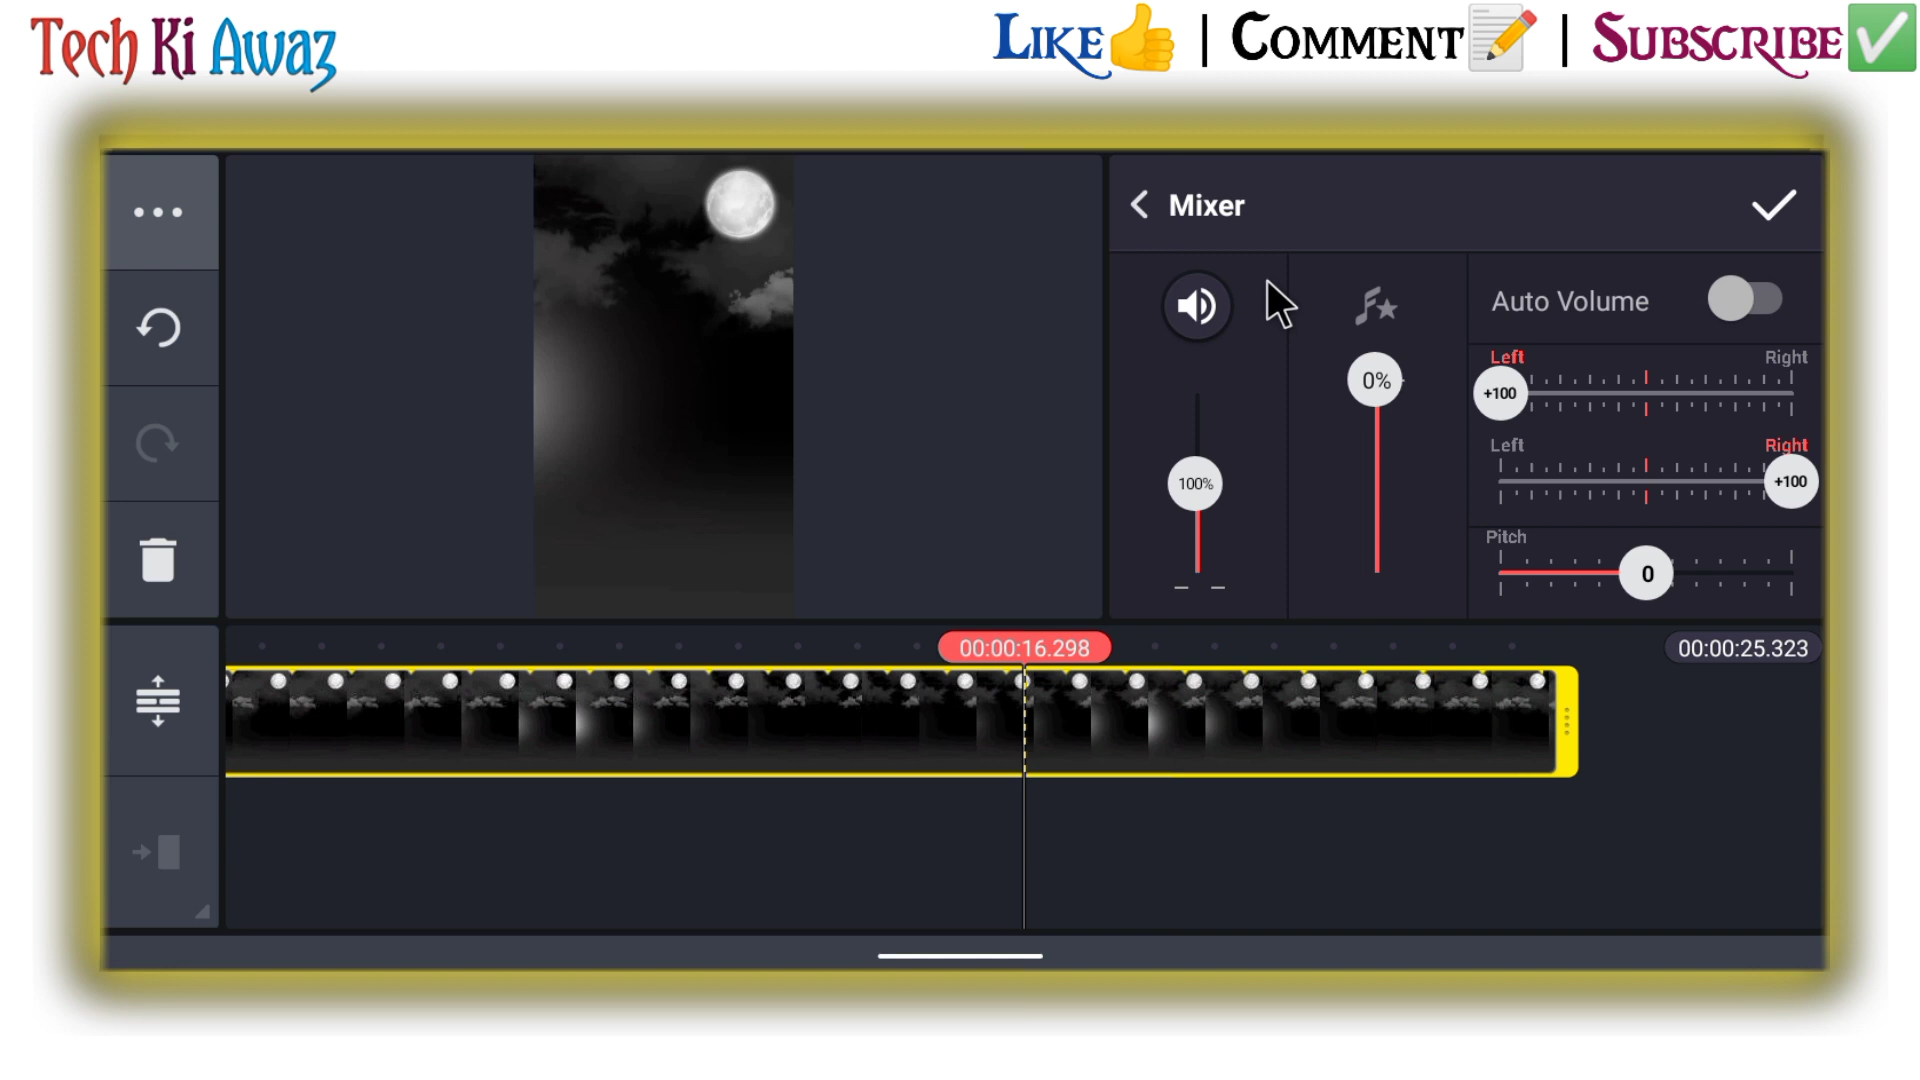 Tech Ki Awaz
LIKE👍 | COMMENT📝 | SUBSCRIBE✅
Mixer
Auto Volume
Left Right
+100
Left Right
+100
100%
0%
Pitch
0
00:00:16.298
00:00:25.323